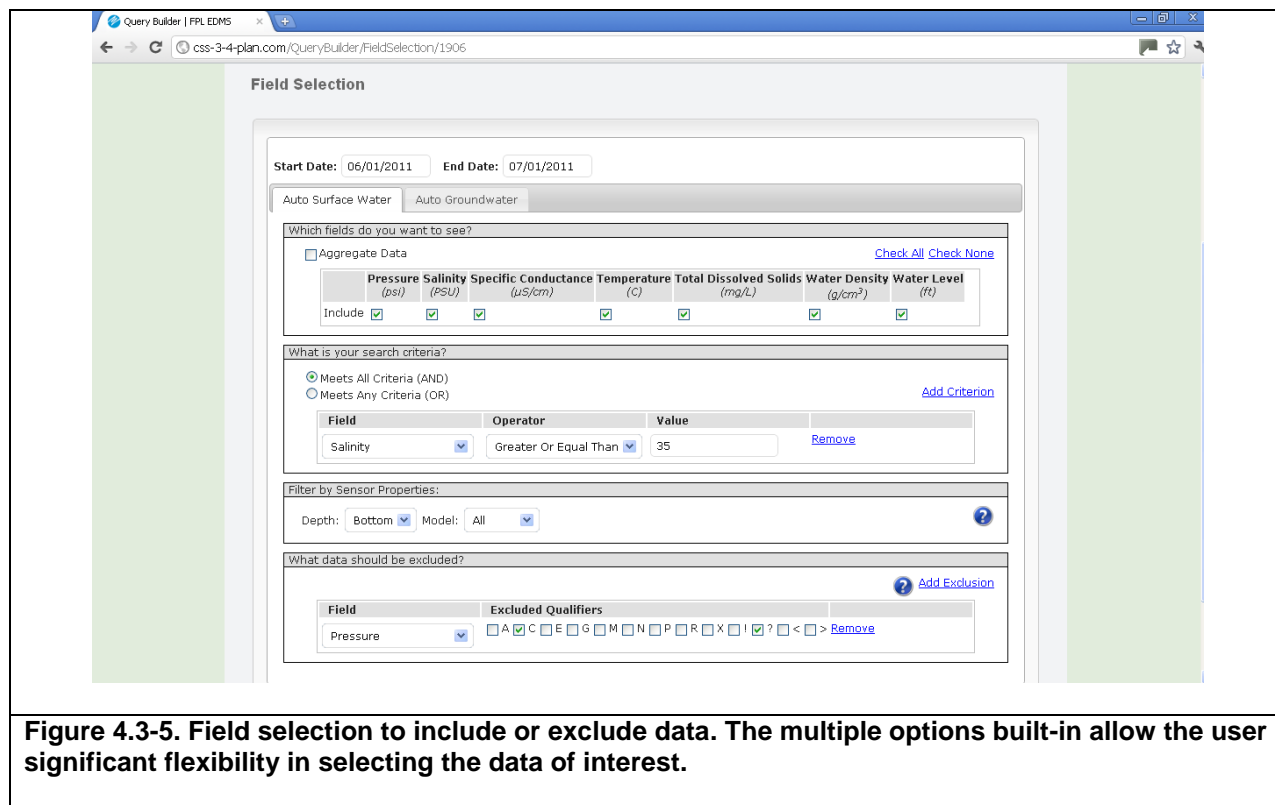 Query Builder | FPL EDMS
css-3-4-plan.com/QueryBuilder/FieldSelection/1906
Field Selection
Start Date: 06/01/2011 End Date: 07/01/2011
Auto Surface Water Auto Groundwater
Which fields do you want to see?
Aggregate Data Check All Check None
Pressure Salinity Specific Conductance Temperature Total Dissolved Solids Water Density Water Level
(psi) (PSU) (µS/cm) (C) (mg/L) (g/cm³) (ft)
Include
What is your search criteria?
Meets All Criteria (AND)
Meets Any Criteria (OR) Add Criterion
Field Operator Value
Salinity Greater Or Equal Than 35 Remove
Filter by Sensor Properties:
Depth: Bottom Model: All ?
What data should be excluded?
? Add Exclusion
Field Excluded Qualifiers
Pressure A C E G M N P R X ! ? < > Remove
Figure 4.3-5. Field selection to include or exclude data. The multiple options built-in allow the user
significant flexibility in selecting the data of interest.